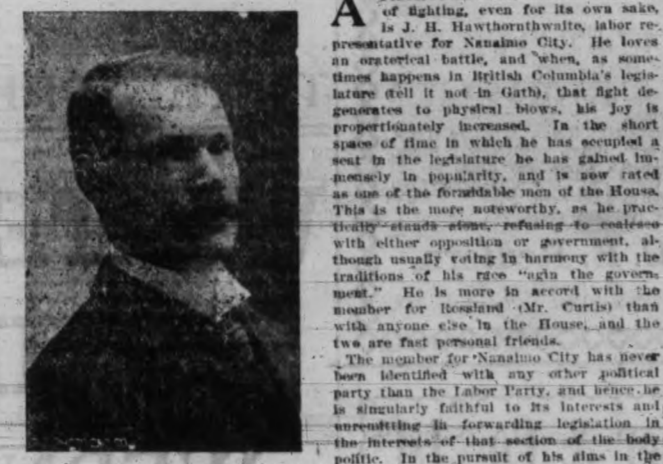 A
of fighting, even for its own sake,
is J. H. Hawthornthwaite, labor re-
presentative for Nanaimo City. He loves
an oratorical battle, and when, as some-
times happens in British Columbia's legis-
lature (tell it not in Gath), that fight de-
generates to physical blows, his joy is
proportionately increased. In the short
space of time in which he has occupied a
seat in the legislature he has gained im-
mensely in popularity, and is now rated
as one of the formidable men of the House.
This is the more noteworthy, as he prac-
tically stands alone, refusing to coalesce
with either opposition or government, al-
though usually voting in harmony with the
traditions of his race "agin the govern-
ment." He is more in accord with the
member for Rossland (Mr. Curtis) than
with anyone else in the House, and the
two are fast personal friends.
The member for Nanaimo City has never
been identified with any other political
party than the Labor Party, and hence he
is singularly faithful to its interests and
unremitting in forwarding legislation in
the interests of that section of the body
politic. In the pursuit of his aims in the